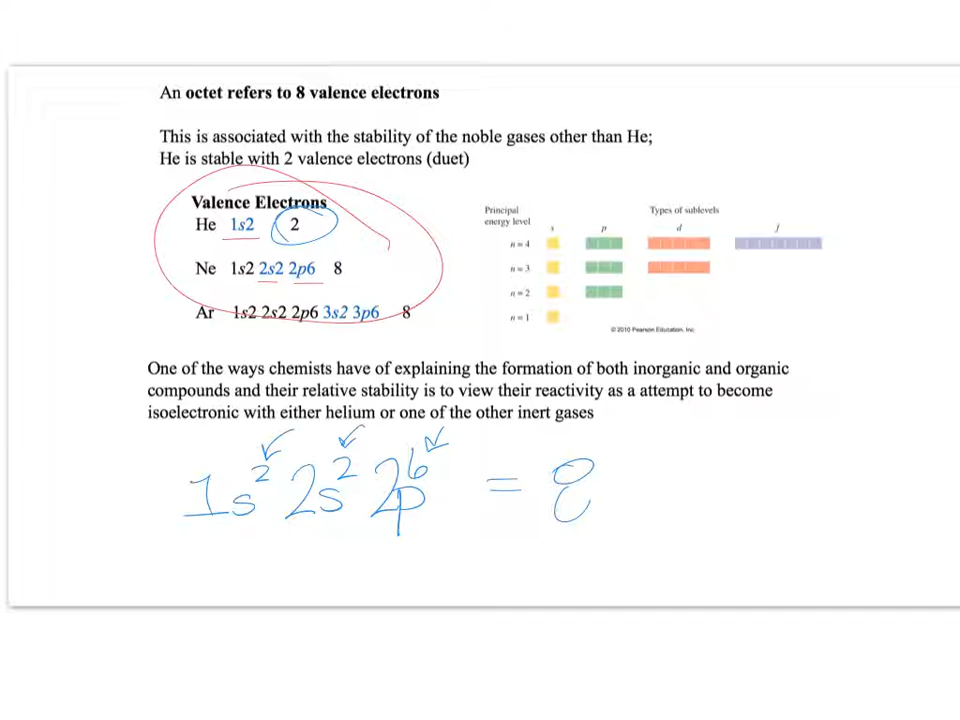 An octet refers to 8 valence electrons
This is associated with the stability of the noble gases other than He;
He is stable with 2 valence electrons (duet)
Valence Electrons
He 1s2 2
Ne 1s2 2s2 2p6 8
Ar 1s2 2s2 2p6 3s2 3p6 8
Principal energy level
Types of sublevels
s p d f
n = 4
n = 3
n = 2
n = 1
© 2010 Pearson Education, Inc.
One of the ways chemists have of explaining the formation of both inorganic and organic
compounds and their relative stability is to view their reactivity as a attempt to become
isoelectronic with either helium or one of the other inert gases
1s² 2s² 2p⁶ = 8